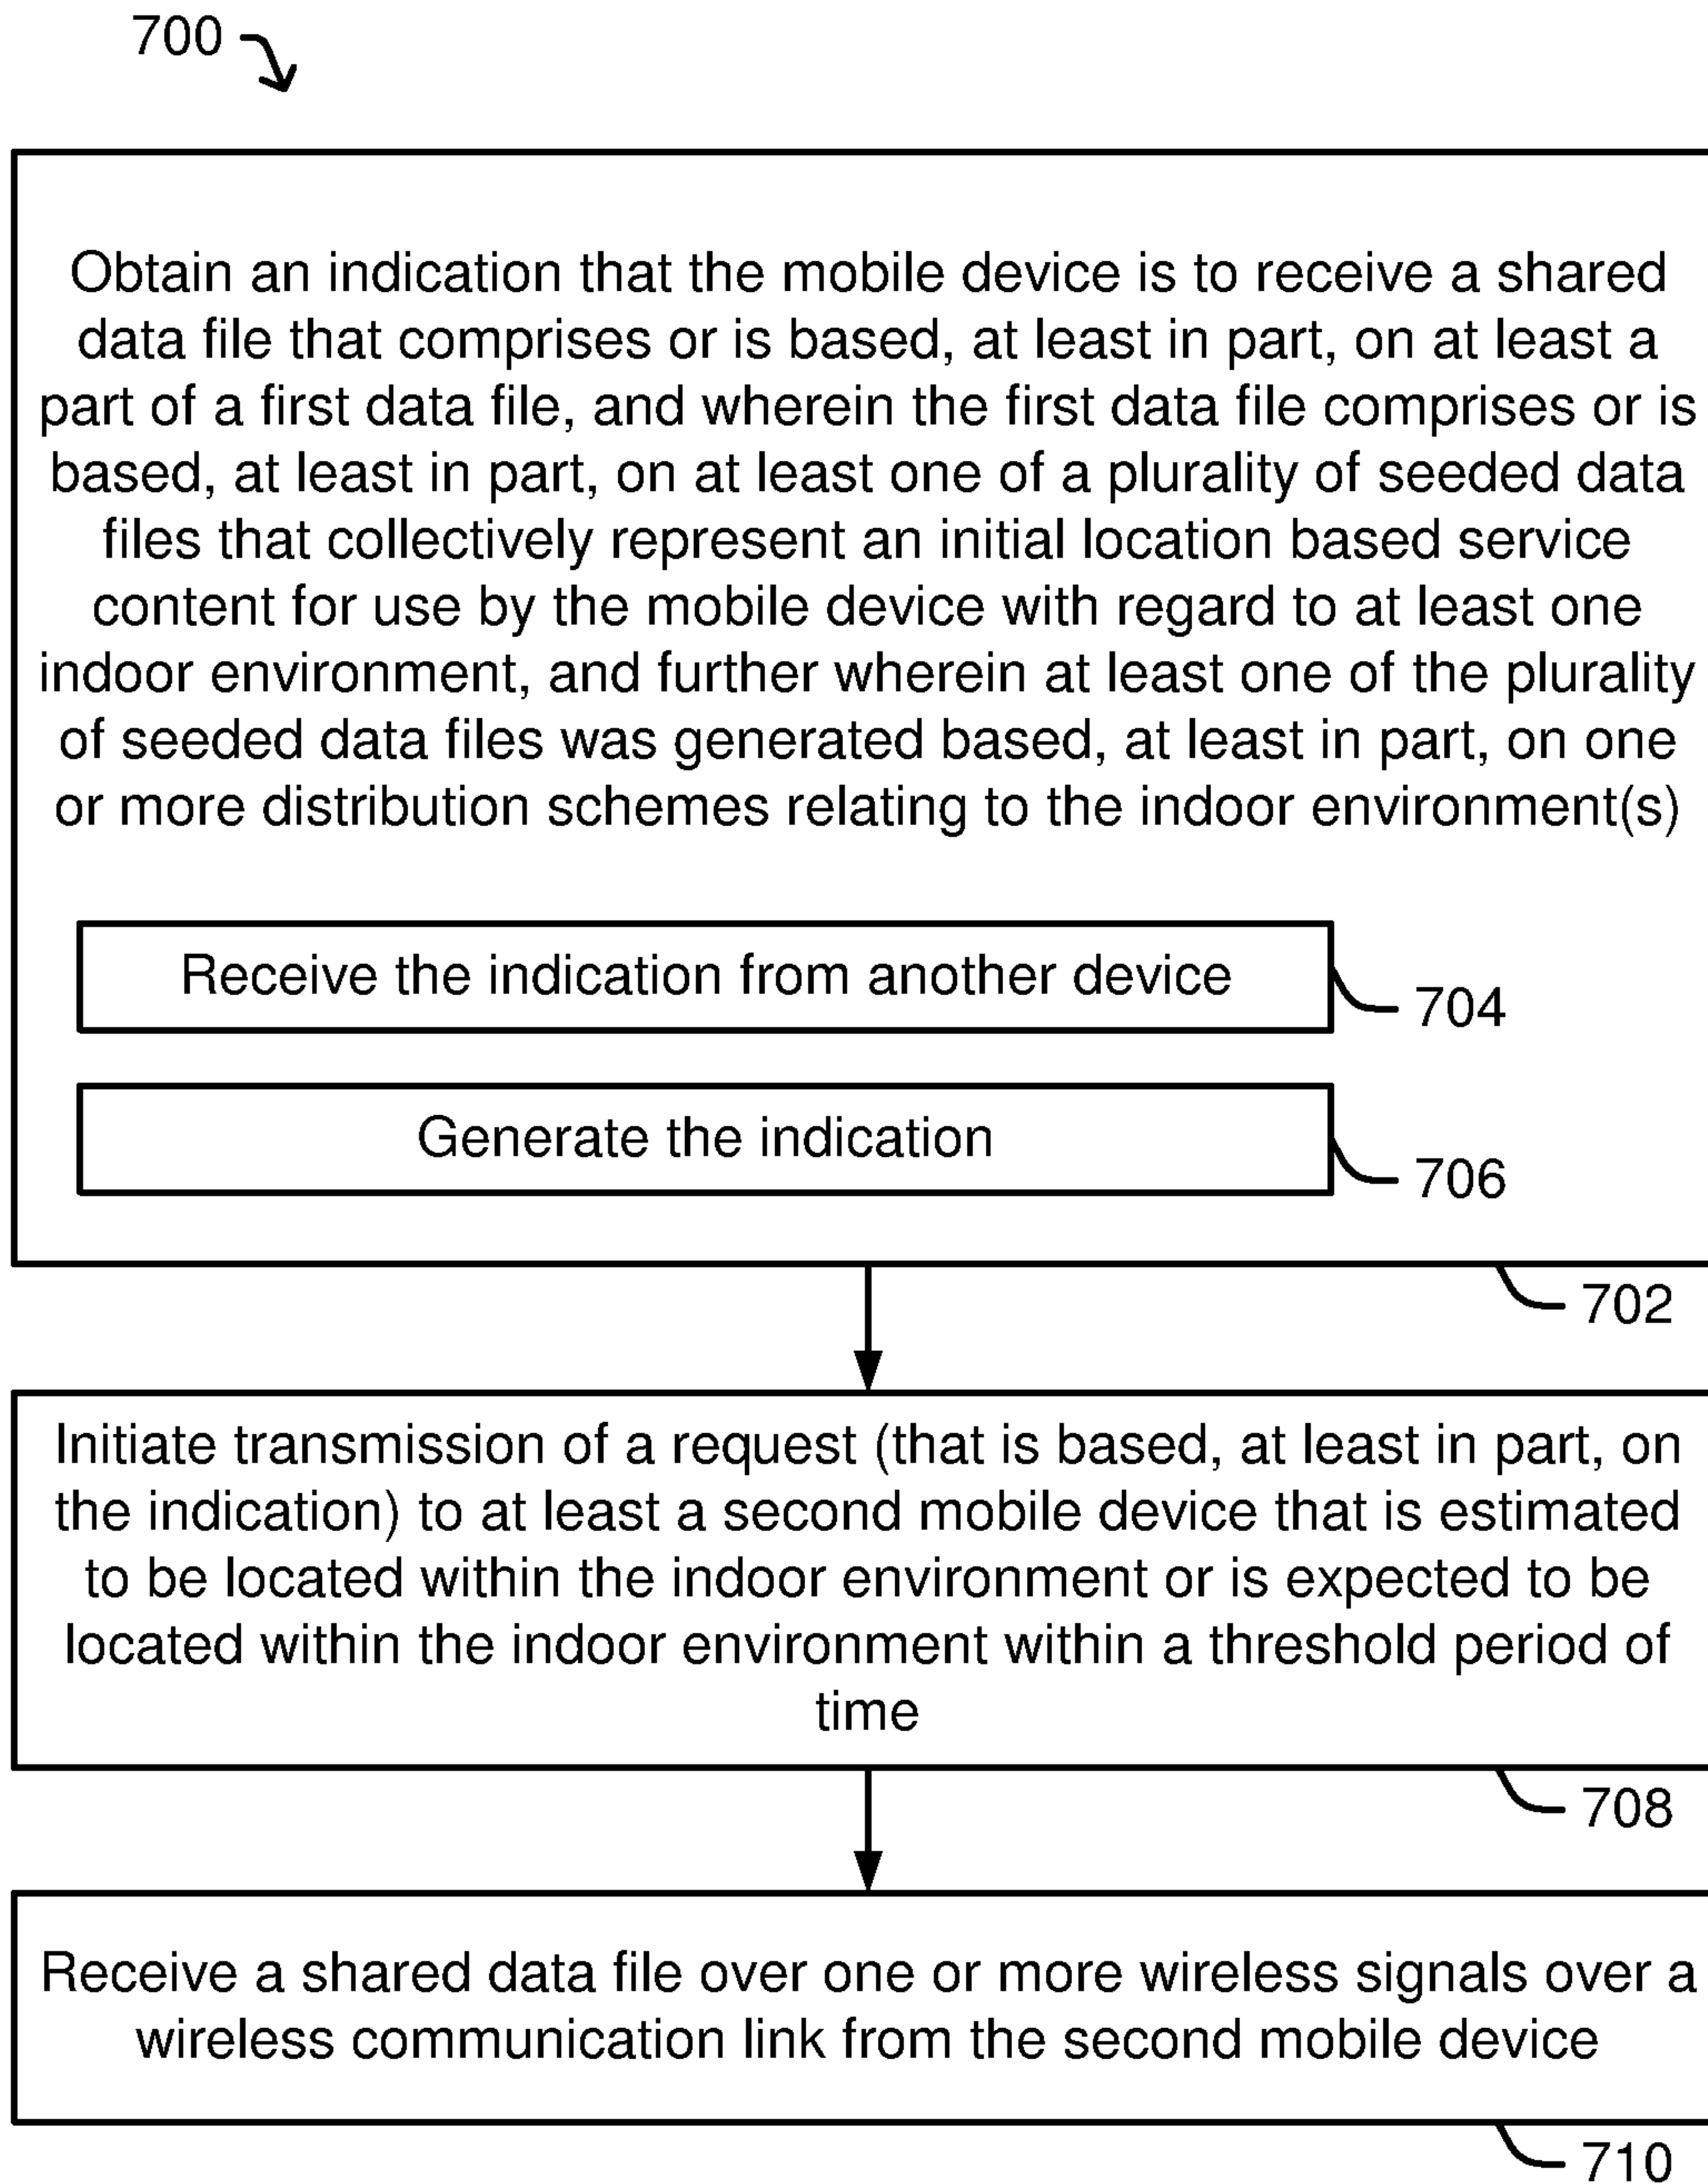 700
Obtain an indication that the mobile device is to receive a shared
data file that comprises or is based, at least in part, on at least a
part of a first data file, and wherein the first data file comprises or is
based, at least in part, on at least one of a plurality of seeded data
files that collectively represent an initial location based service
content for use by the mobile device with regard to at least one
indoor environment, and further wherein at least one of the plurality
of seeded data files was generated based, at least in part, on one
or more distribution schemes relating to the indoor environment(s)
Receive the indication from another device
704
Generate the indication
706
702
Initiate transmission of a request (that is based, at least in part, on
the indication) to at least a second mobile device that is estimated
to be located within the indoor environment or is expected to be
located within the indoor environment within a threshold period of
time
708
Receive a shared data file over one or more wireless signals over a
wireless communication link from the second mobile device
710